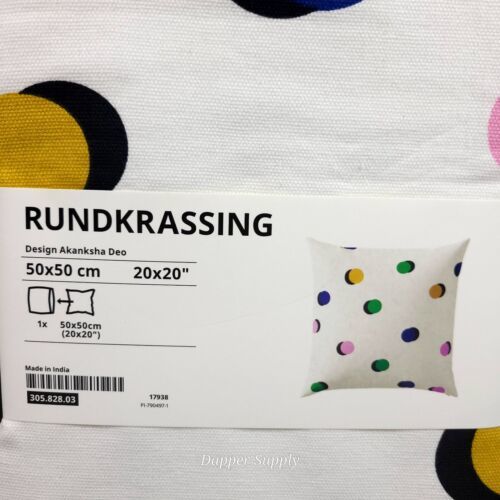 RUNDKRASSING
Design Akanksha Deo
50x50 cm 20x20"
1x 50x50cm
(20x20")
Made in India
305.828.03
17938
PI-790497-1
Dapper Supply